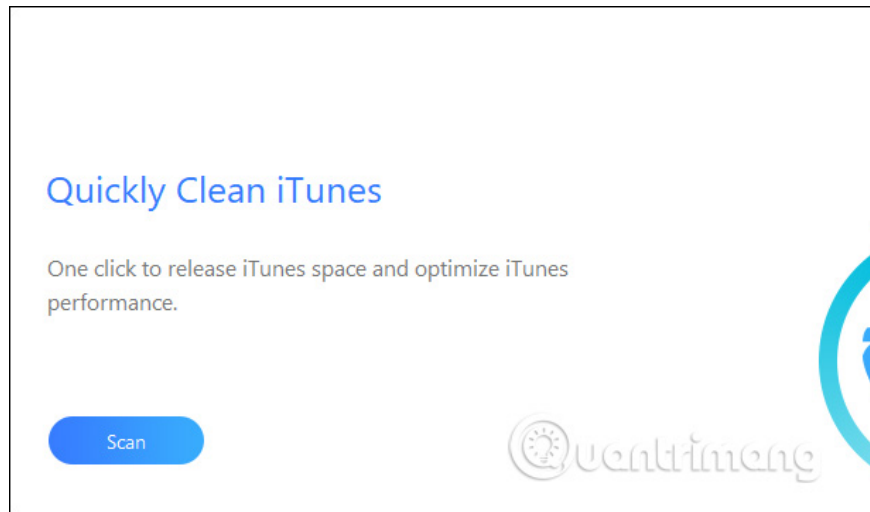 Quickly Clean iTunes
One click to release iTunes space and optimize iTunes
performance.
Scan
Quantrimang